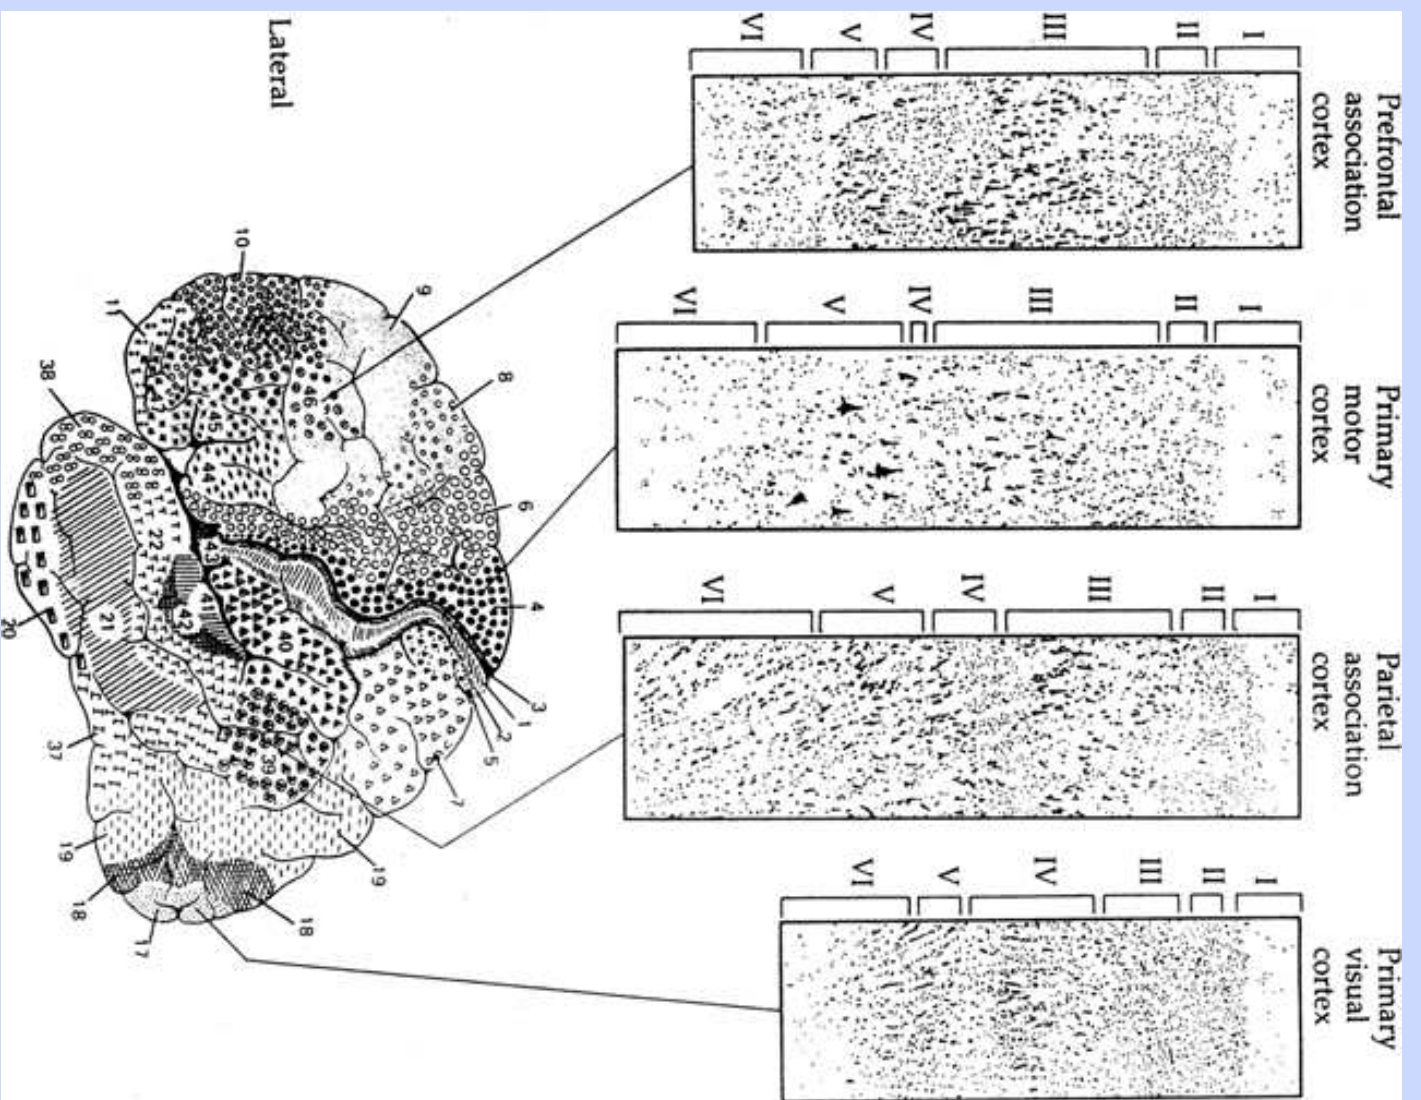 Prefrontal
association
cortex
I
II
III
IV
V
VI
Primary
motor
cortex
I
II
III
IV
V
VI
Parietal
association
cortex
I
II
III
IV
V
VI
Primary
visual
cortex
I
II
III
IV
V
VI
Lateral
9
8
6
4
3
1
2
5
7
19
18
17
18
19
37
20
38
11
10
47
45
46
44
43
41
42
22
21
40
39